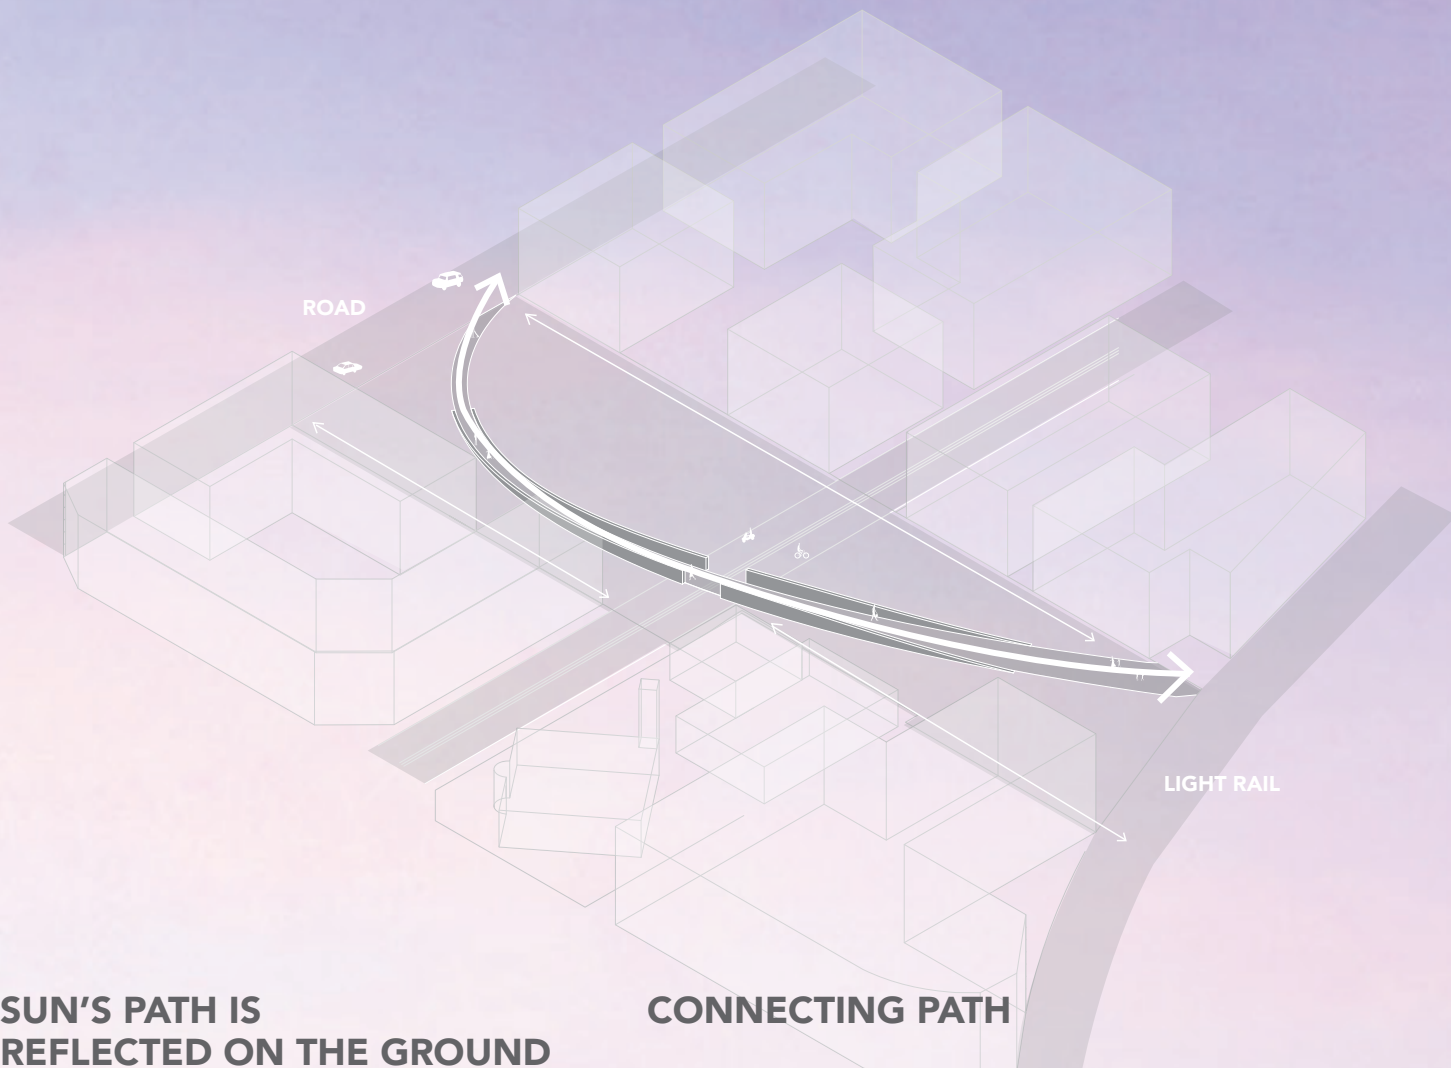 ROAD
LIGHT RAIL
SUN'S PATH IS
REFLECTED ON THE GROUND
CONNECTING PATH